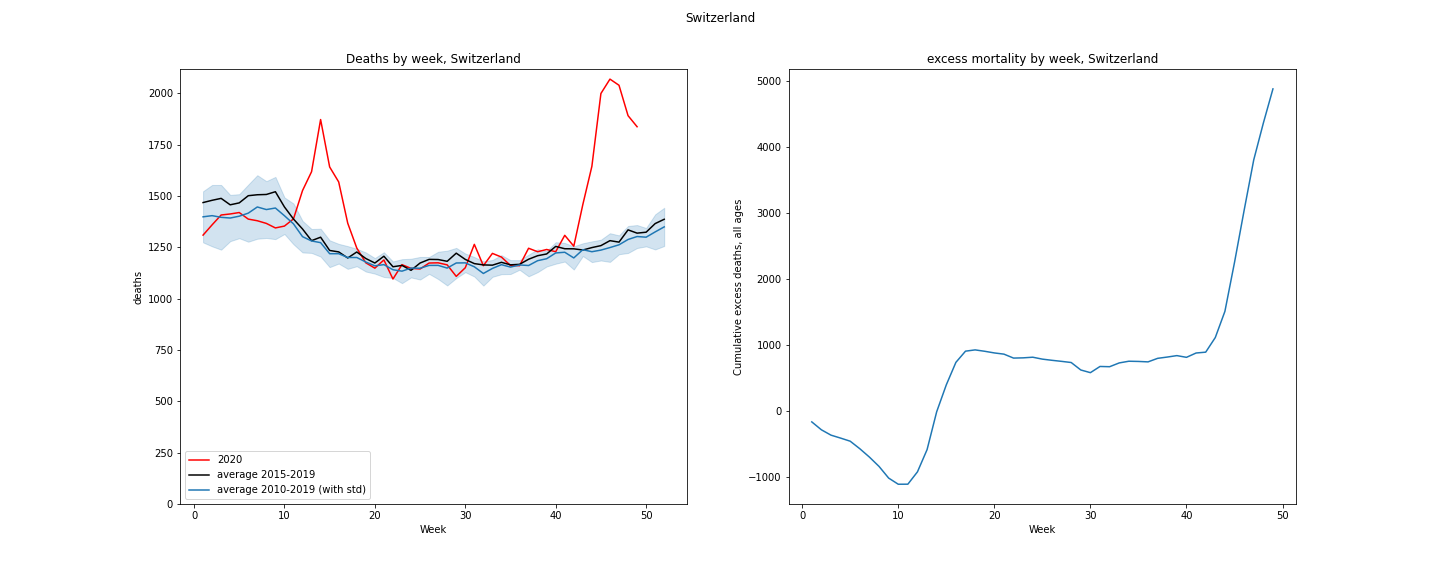 Switzerland
Deaths by week, Switzerland
deaths
2000
1750
1500
1250
1000
750
500
250
0
2020
average 2015-2019
average 2010-2019 (with std)
0 10 20 30 40 50
Week
excess mortality by week, Switzerland
Cumulative excess deaths, all ages
5000
4000
3000
2000
1000
0
−1000
0 10 20 30 40 50
Week